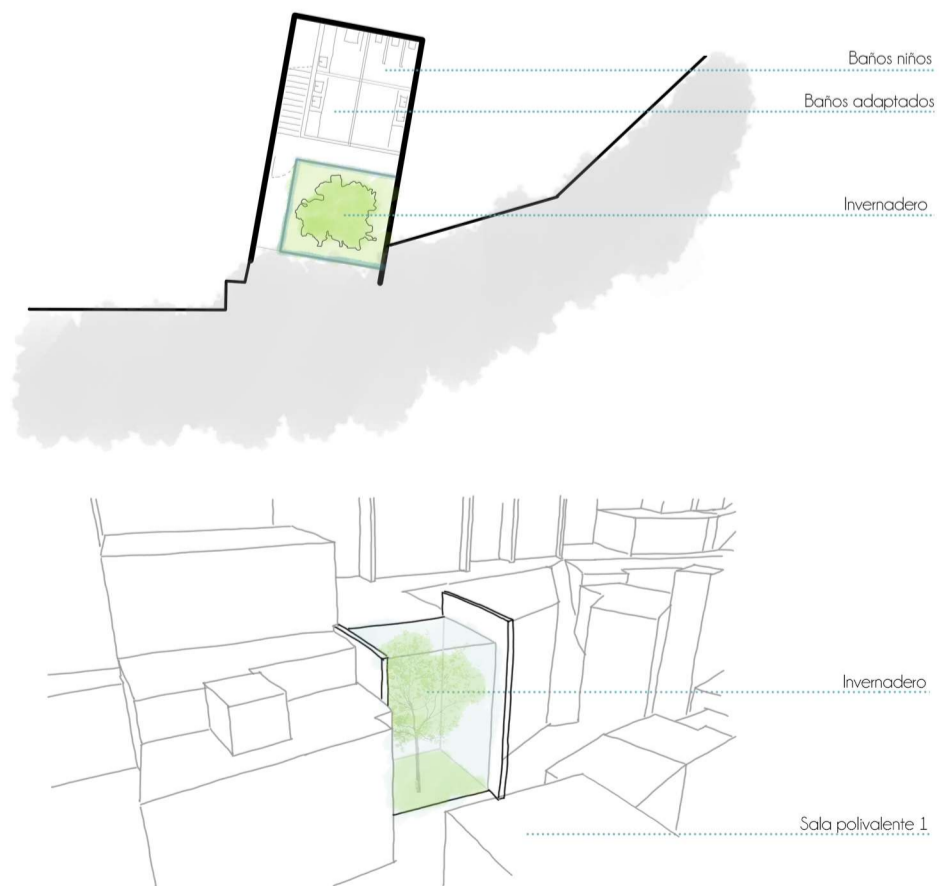 Baños niños
Baños adaptados
Invernadero
Invernadero
Sala polivalente 1